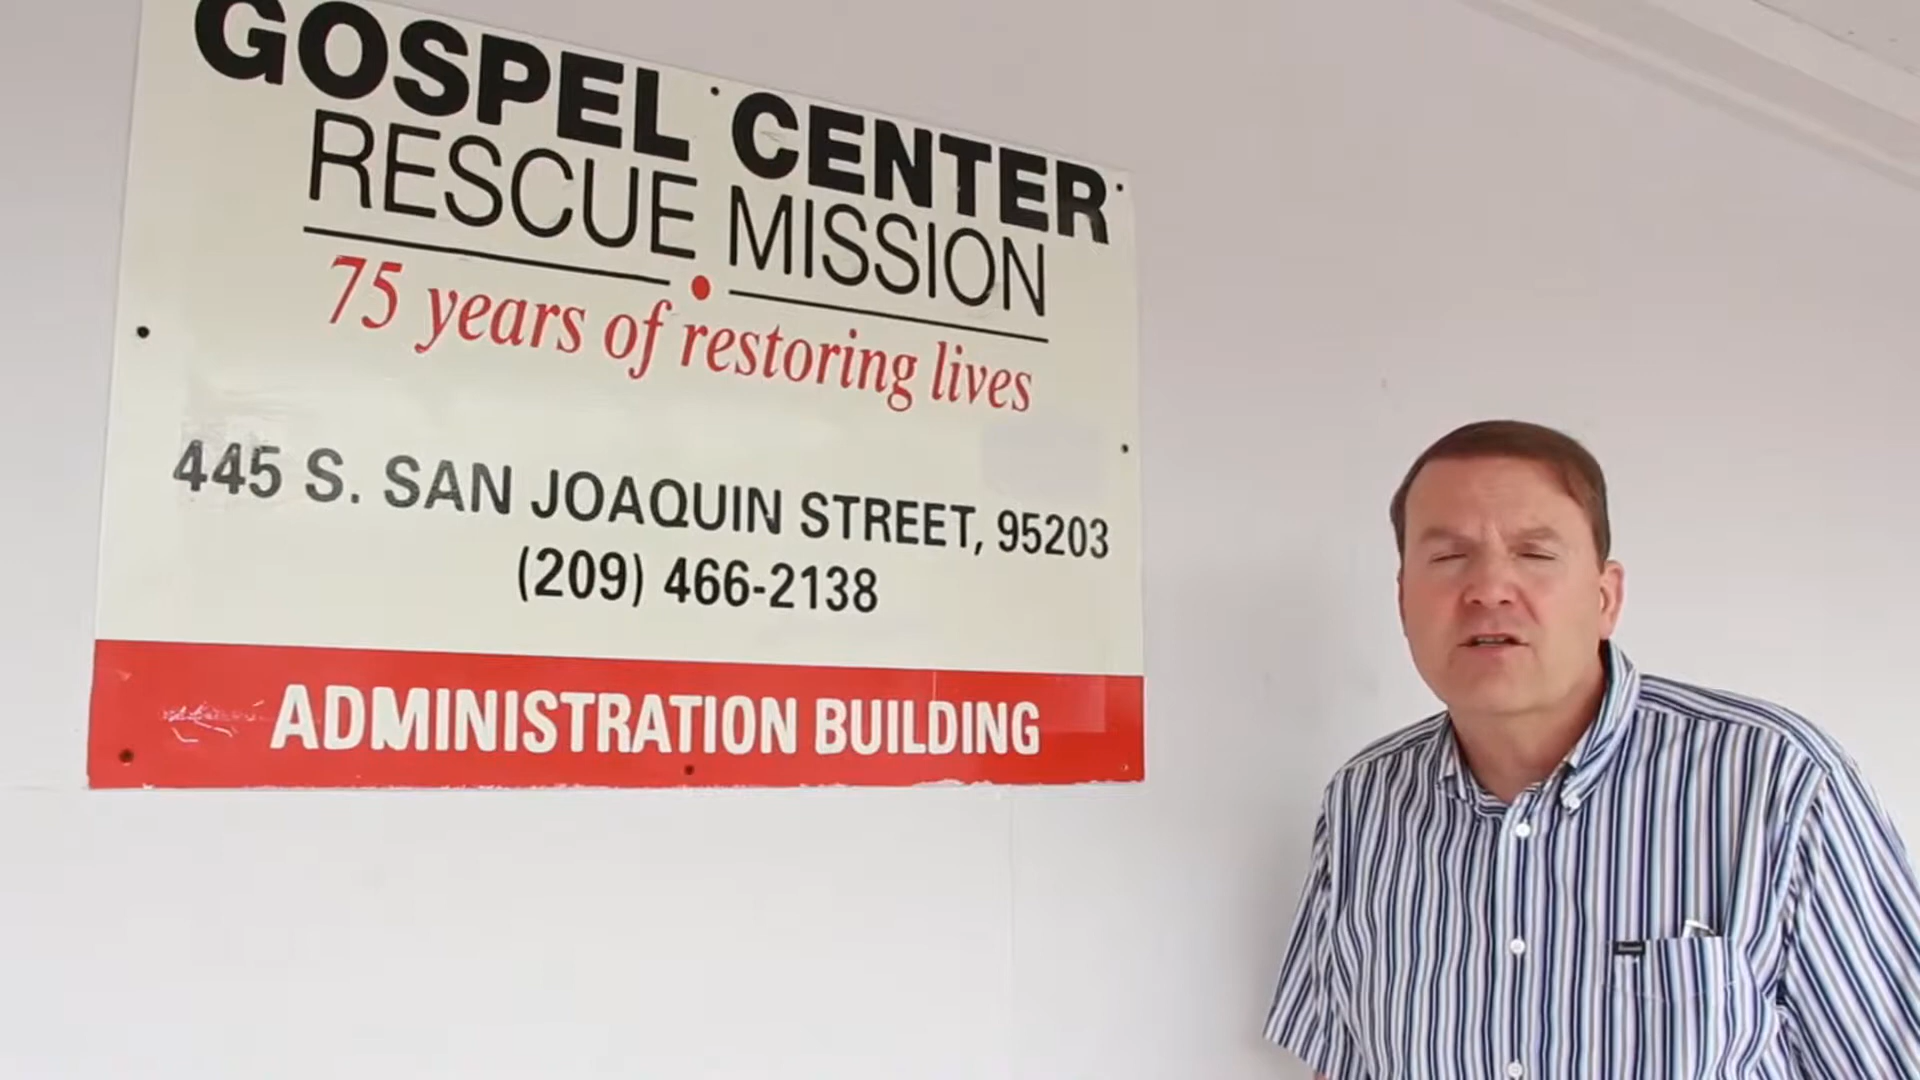 GOSPEL CENTER
RESCUE MISSION
75 years of restoring lives
445 S. SAN JOAQUIN STREET, 95203
(209) 466-2138
ADMINISTRATION BUILDING